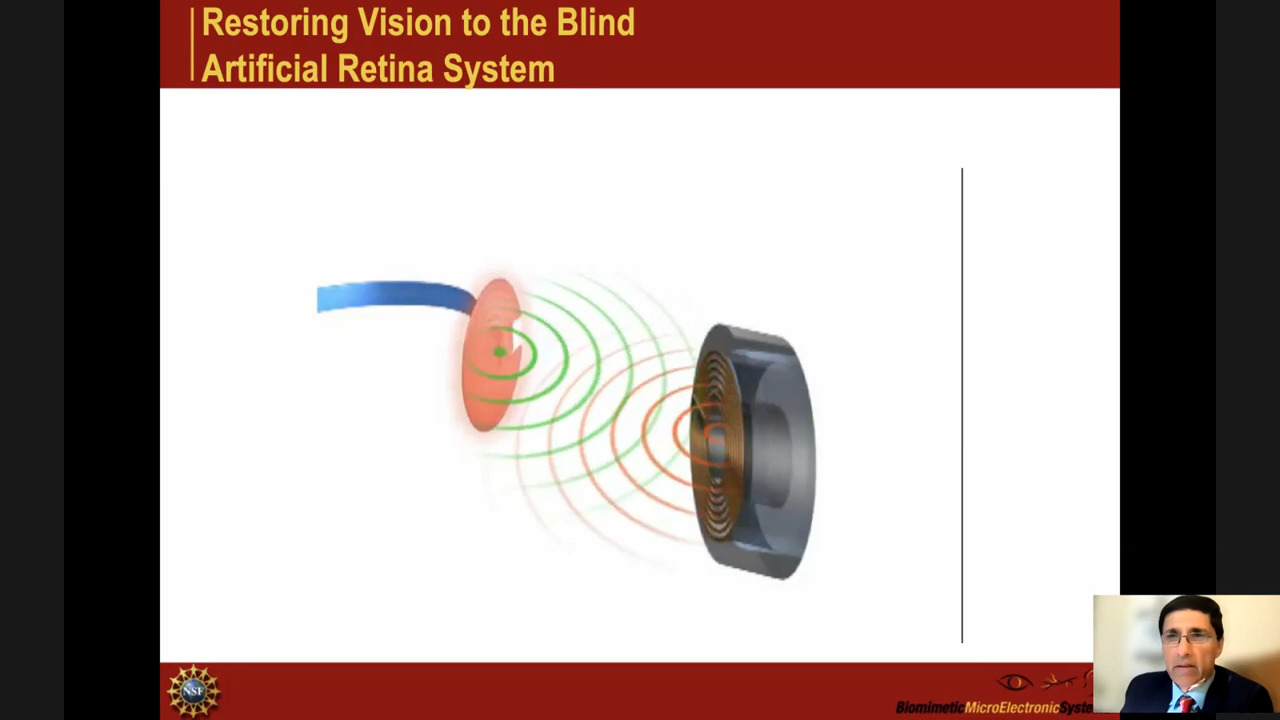 Restoring Vision to the Blind
Artificial Retina System
NSF
BiomimeticMicroElectronicSyste